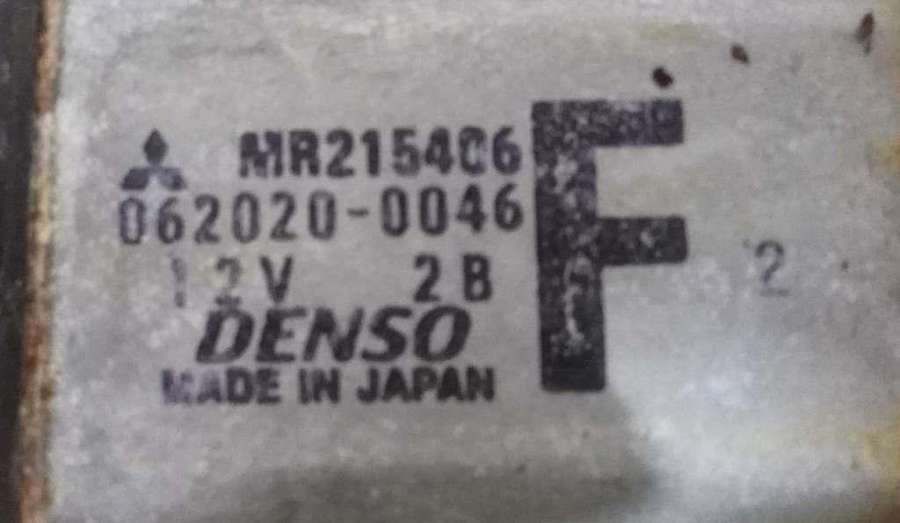 MR215406
062020-0046
12V 2B
DENSO
MADE IN JAPAN
F
2